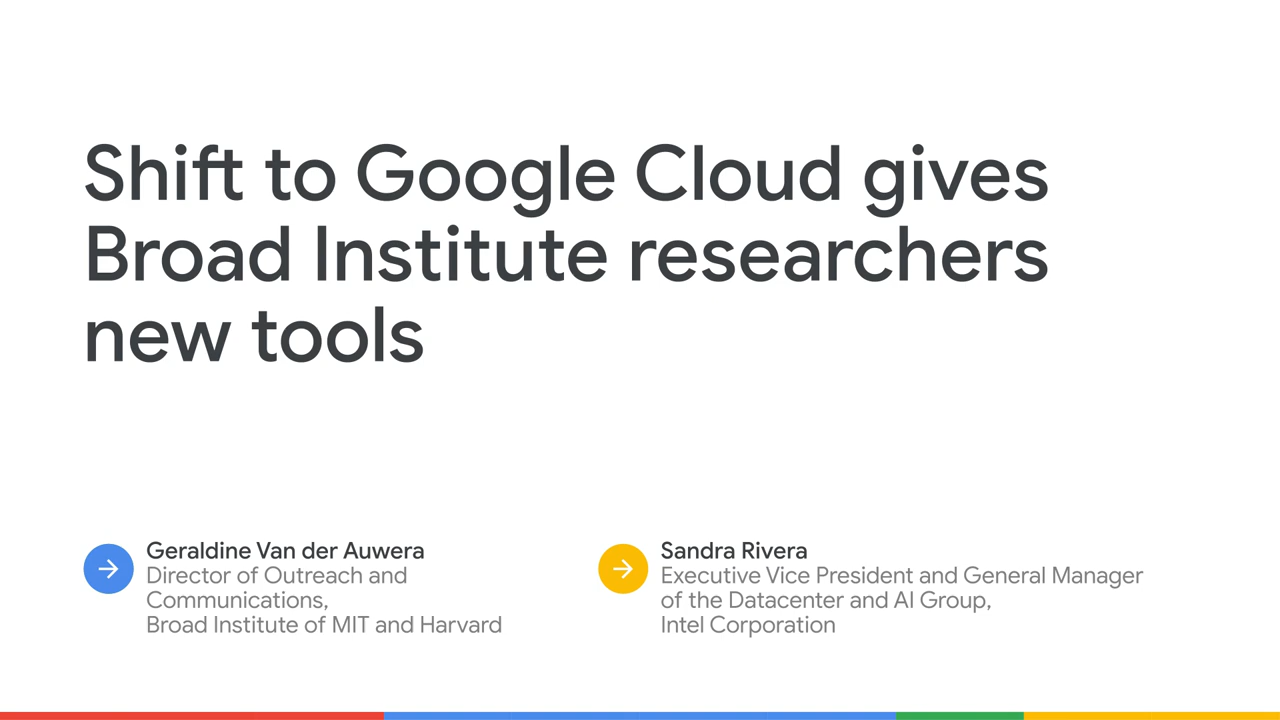 Shift to Google Cloud gives
Broad Institute researchers
new tools
Geraldine Van der Auwera
Director of Outreach and
Communications,
Broad Institute of MIT and Harvard
Sandra Rivera
Executive Vice President and General Manager
of the Datacenter and AI Group,
Intel Corporation